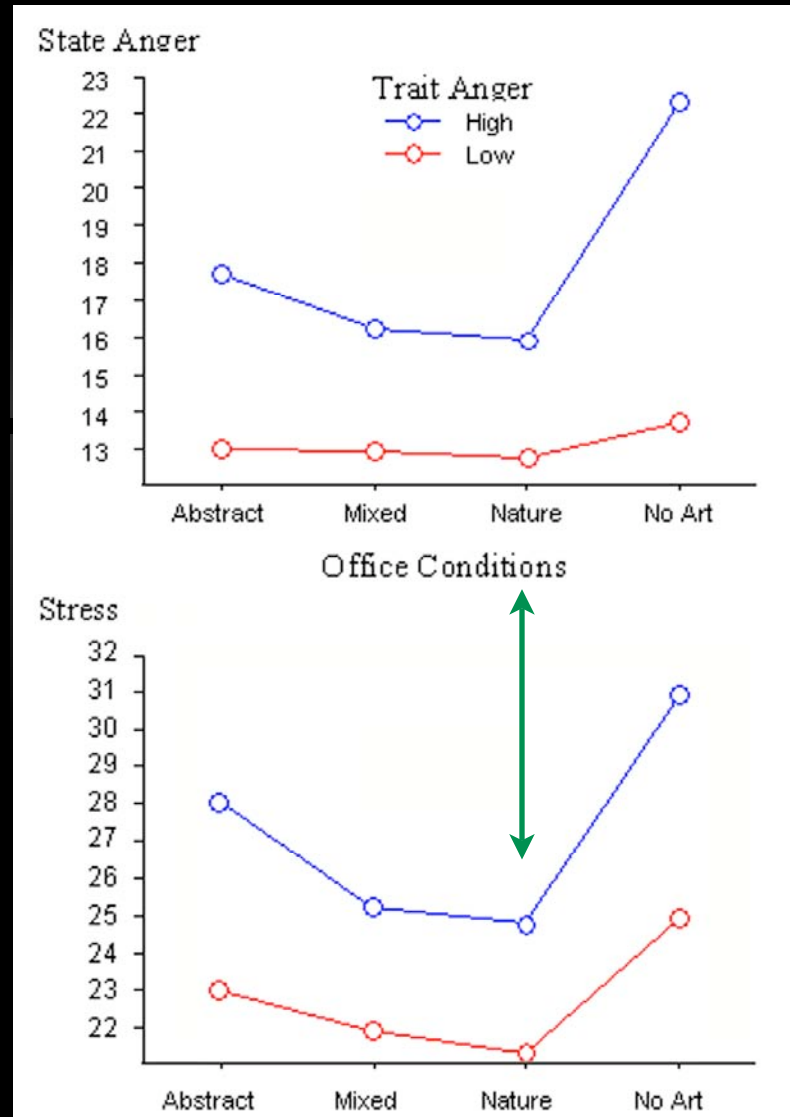 State Anger
Trait Anger
High
Low
23
22
21
20
19
18
17
16
15
14
13
Abstract Mixed Nature No Art
Office Conditions
Stress
32
31
30
29
28
27
26
25
24
23
22
Abstract Mixed Nature No Art